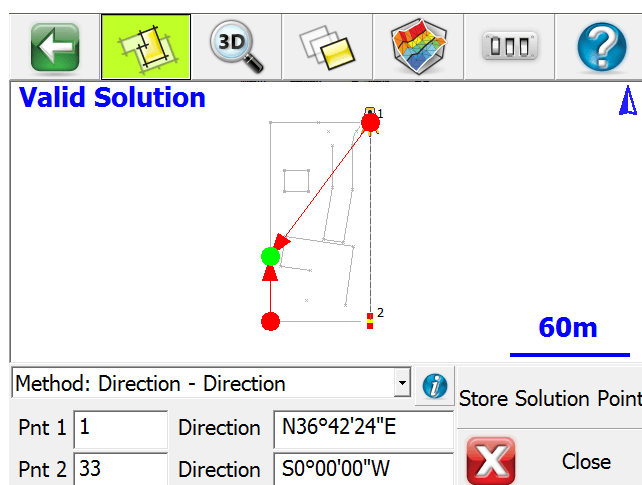 3D
Valid Solution
1
2
60m
Method: Direction - Direction
Store Solution Point
Pnt 1 1 Direction N36°42'24"E
Pnt 2 33 Direction S0°00'00"W
Close